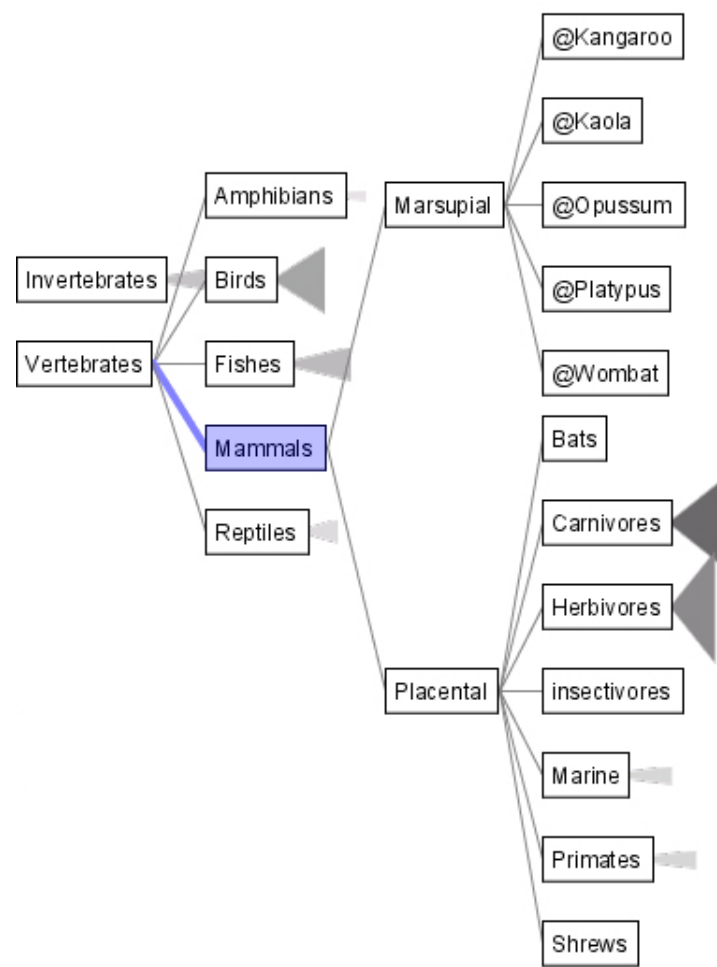 Invertebrates
Vertebrates
Amphibians
Birds
Fishes
Mammals
Reptiles
Marsupial
Placental
@Kangaroo
@Kaola
@Opussum
@Platypus
@Wombat
Bats
Carnivores
Herbivores
insectivores
Marine
Primates
Shrews